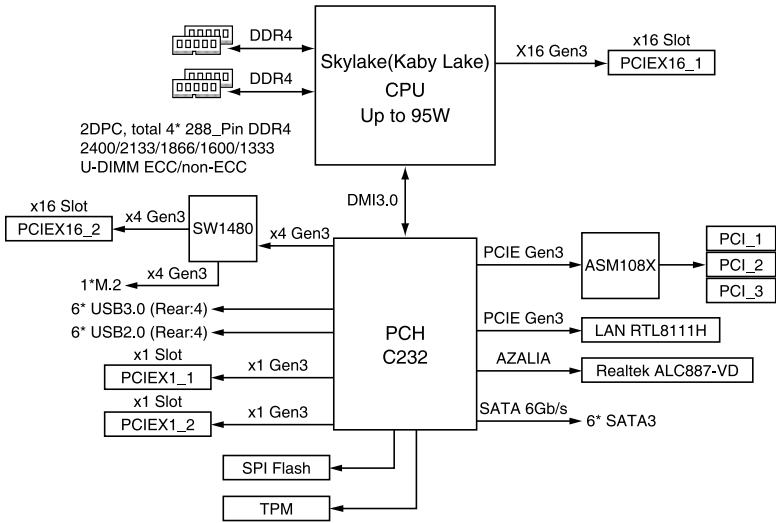 DDR4
DDR4
Skylake(Kaby Lake)
CPU
Up to 95W
X16 Gen3
x16 Slot
PCIEX16_1
2DPC, total 4* 288_Pin DDR4
2400/2133/1866/1600/1333
U-DIMM ECC/non-ECC
DMI3.0
x16 Slot
PCIEX16_2
x4 Gen3
SW1480
x4 Gen3
x4 Gen3
1*M.2
6* USB3.0 (Rear:4)
6* USB2.0 (Rear:4)
x1 Slot
PCIEX1_1
x1 Gen3
x1 Slot
PCIEX1_2
x1 Gen3
PCH
C232
PCIE Gen3
ASM108X
PCI_1
PCI_2
PCI_3
PCIE Gen3
LAN RTL8111H
AZALIA
Realtek ALC887-VD
SATA 6Gb/s
6* SATA3
SPI Flash
TPM